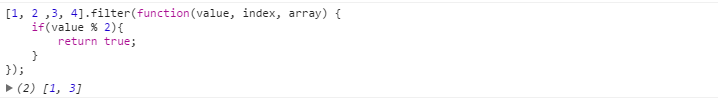 [1, 2 ,3, 4].filter(function(value, index, array) {
    if(value % 2){
        return true;
    }
});
▶ (2) [1, 3]